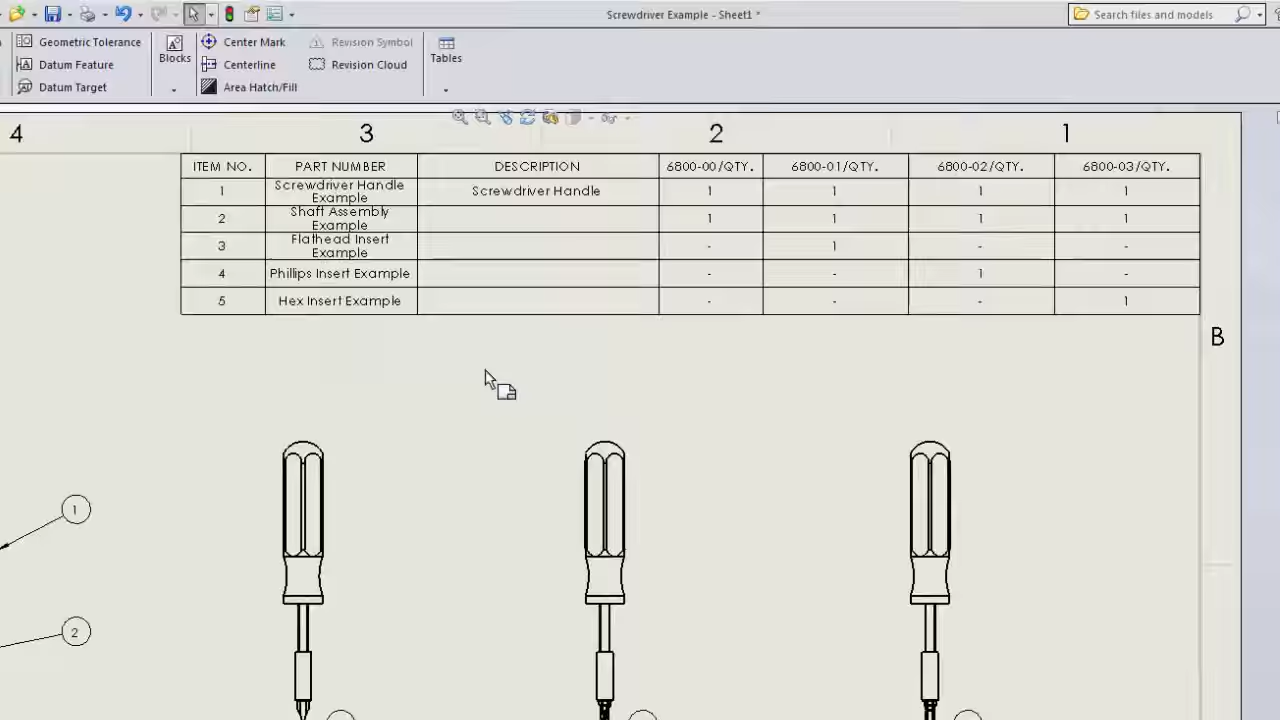 Screwdriver Example - Sheet1 *
Search files and models
Geometric Tolerance
Datum Feature
Datum Target
Blocks
Center Mark
Centerline
Area Hatch/Fill
Revision Symbol
Revision Cloud
Tables
4 3 2 1
ITEM NO. PART NUMBER DESCRIPTION 6800-00/QTY. 6800-01/QTY. 6800-02/QTY. 6800-03/QTY.
1 Screwdriver Handle Example Screwdriver Handle 1 1 1 1
2 Shaft Assembly Example 1 1 1 1
3 Flathead Insert Example - 1 - -
4 Phillips Insert Example - - 1 -
5 Hex Insert Example - - - 1
B
1
2